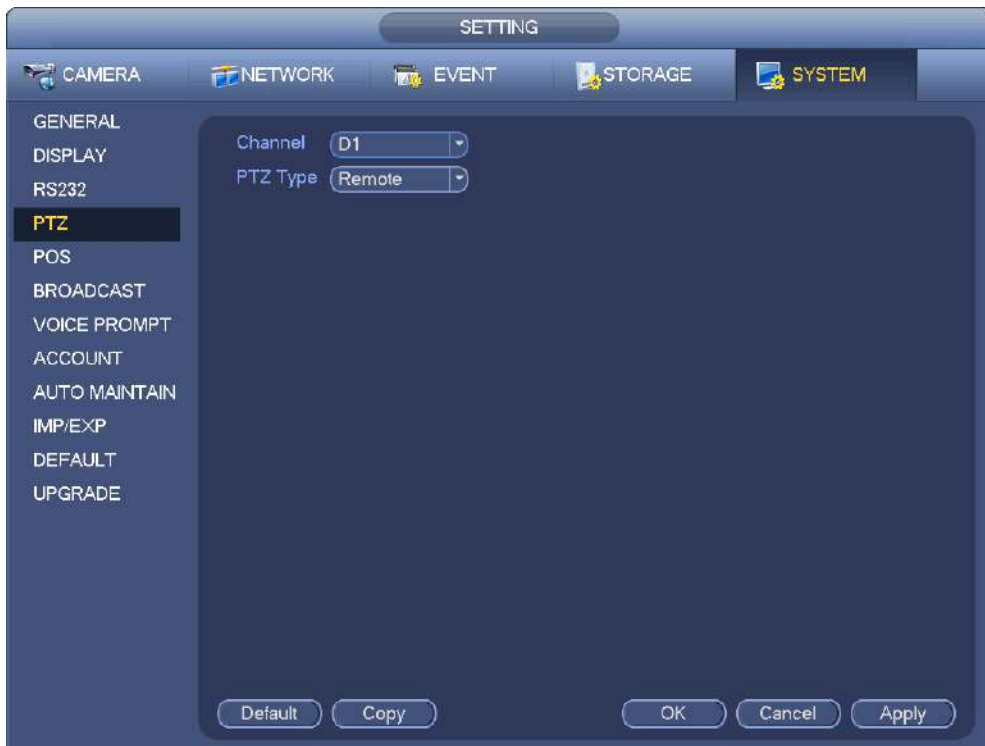 SETTING
CAMERA NETWORK EVENT STORAGE SYSTEM
GENERAL
DISPLAY
RS232
PTZ
POS
BROADCAST
VOICE PROMPT
ACCOUNT
AUTO MAINTAIN
IMP/EXP
DEFAULT
UPGRADE
Channel D1
PTZ Type Remote
Default Copy OK Cancel Apply